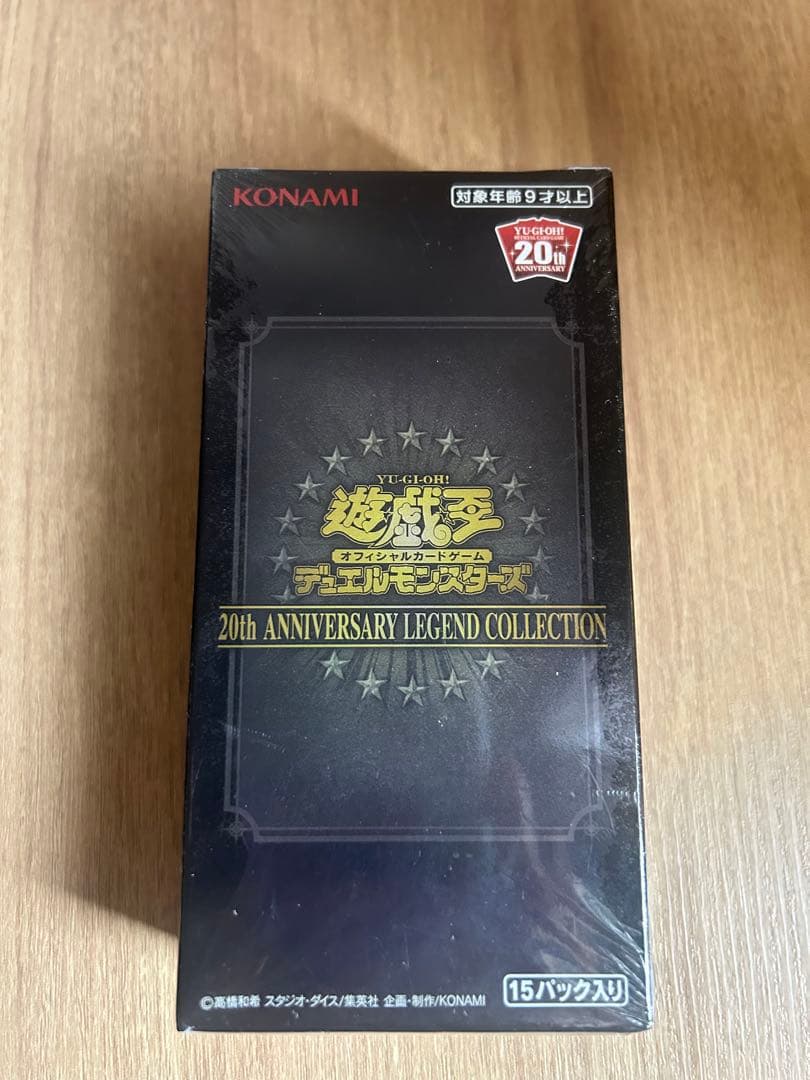 KONAMI
対象年齢9才以上
YU-GI-OH!
OFFICIAL CARD GAME
20th
ANNIVERSARY
YU-GI-OH!
遊戯王
オフィシャルカードゲーム
デュエルモンスターズ
20th ANNIVERSARY LEGEND COLLECTION
©高橋和希 スタジオ・ダイス/集英社 企画・制作/KONAMI
15パック入り